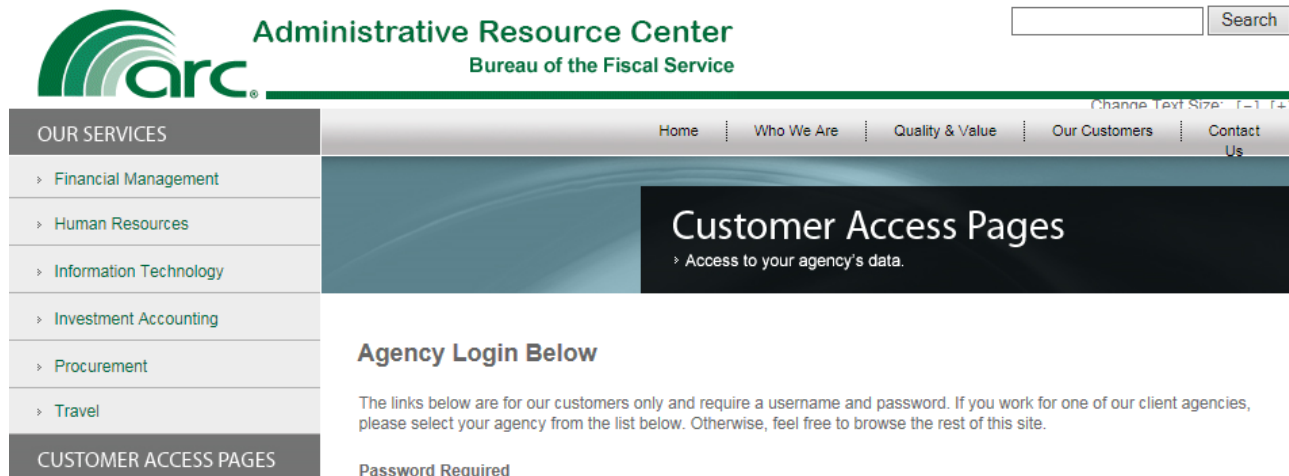 arc®
Administrative Resource Center
Bureau of the Fiscal Service
Search
Change Text Size: [–] [+]
Home
Who We Are
Quality & Value
Our Customers
Contact
Us
OUR SERVICES
Financial Management
Human Resources
Information Technology
Investment Accounting
Procurement
Travel
CUSTOMER ACCESS PAGES
Customer Access Pages
Access to your agency's data.
Agency Login Below
The links below are for our customers only and require a username and password. If you work for one of our client agencies,
please select your agency from the list below. Otherwise, feel free to browse the rest of this site.
Password Required